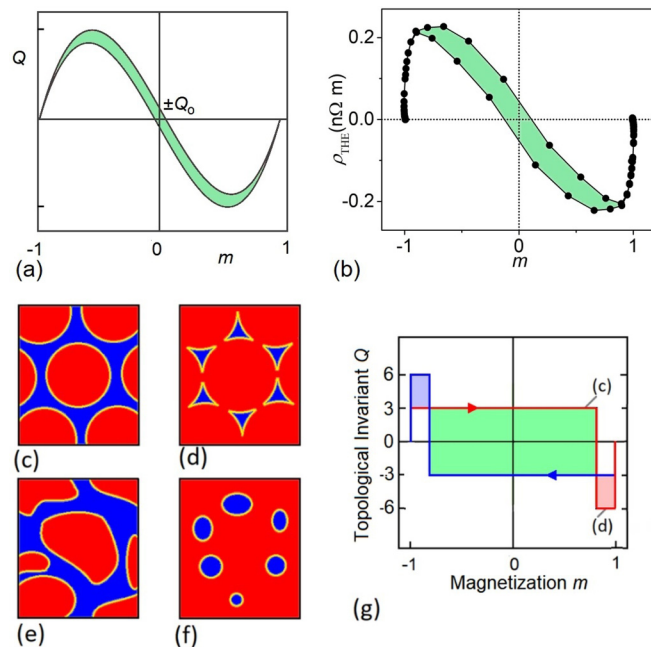 Q
±Qo
-1
0
1
m
(a)
(b)
ρTHE(nΩ m)
0.2
0.0
-0.2
-1
0
1
m
(c)
(d)
(e)
(f)
Topological Invariant Q
6
3
0
-3
-6
(c)
(d)
-1
0
1
Magnetization m
(g)